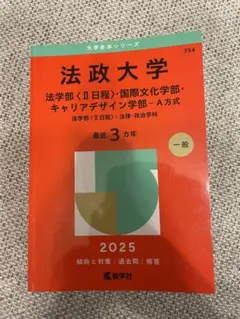 大学赤本シリーズ
394
法政大学
法学部〈Ⅱ日程〉・国際文化学部・
キャリアデザイン学部－A方式
法学部〈Ⅱ日程〉：法律・政治学科
最近3カ年
一般
2025
傾向と対策｜過去問｜解答
教学社